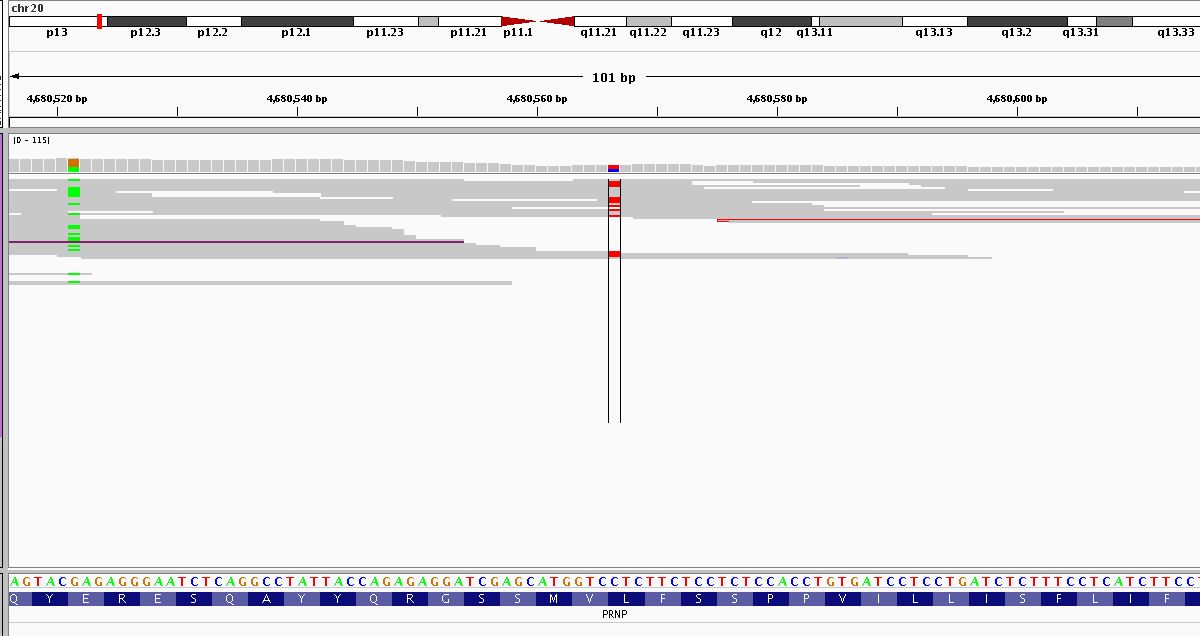 chr20
p13 p12.3 p12.2 p12.1 p11.23 p11.21 p11.1 q11.21 q11.22 q11.23 q12 q13.11 q13.13 q13.2 q13.31 q13.33
101 bp
4,680,520 bp 4,680,540 bp 4,680,560 bp 4,680,580 bp 4,680,600 bp
[0 - 115]
AGTACGAGAGGGAATCTCAGGCCTATTACCAGAGAGGATCGAGCATGGTCCTCTTCTCCTCTCCACCTGTGATCCTCCTGATCTCTTTCCTCATCTTCCT
Q Y E R E S Q A Y Y Q R G S S M V L F S S P P V I L L I S F L I F
PRNP